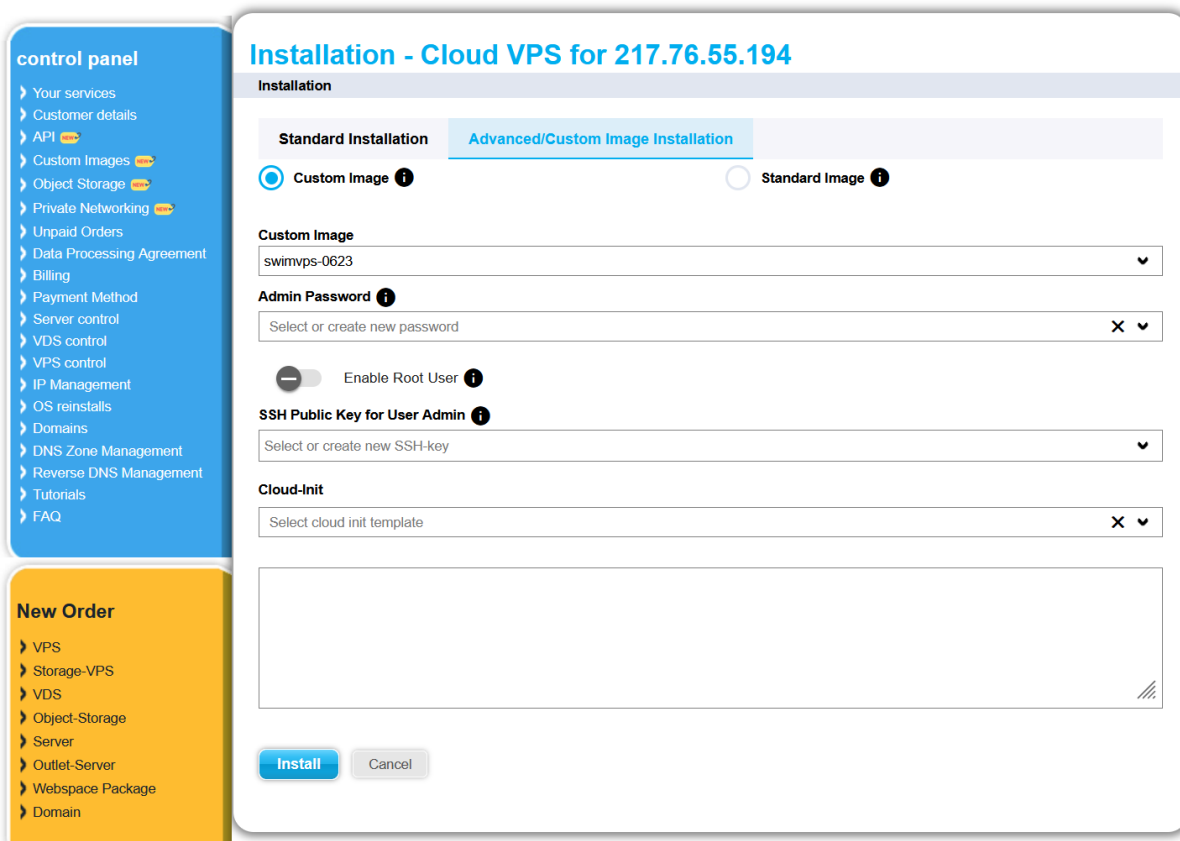 control panel
Your services
Customer details
API NEW
Custom Images NEW
Object Storage NEW
Private Networking NEW
Unpaid Orders
Data Processing Agreement
Billing
Payment Method
Server control
VDS control
VPS control
IP Management
OS reinstalls
Domains
DNS Zone Management
Reverse DNS Management
Tutorials
FAQ
New Order
VPS
Storage-VPS
VDS
Object-Storage
Server
Outlet-Server
Webspace Package
Domain
Installation - Cloud VPS for 217.76.55.194
Installation
Standard Installation Advanced/Custom Image Installation
Custom Image i Standard Image i
Custom Image
swimvps-0623
Admin Password i
Select or create new password
Enable Root User i
SSH Public Key for User Admin i
Select or create new SSH-key
Cloud-Init
Select cloud init template
Install Cancel